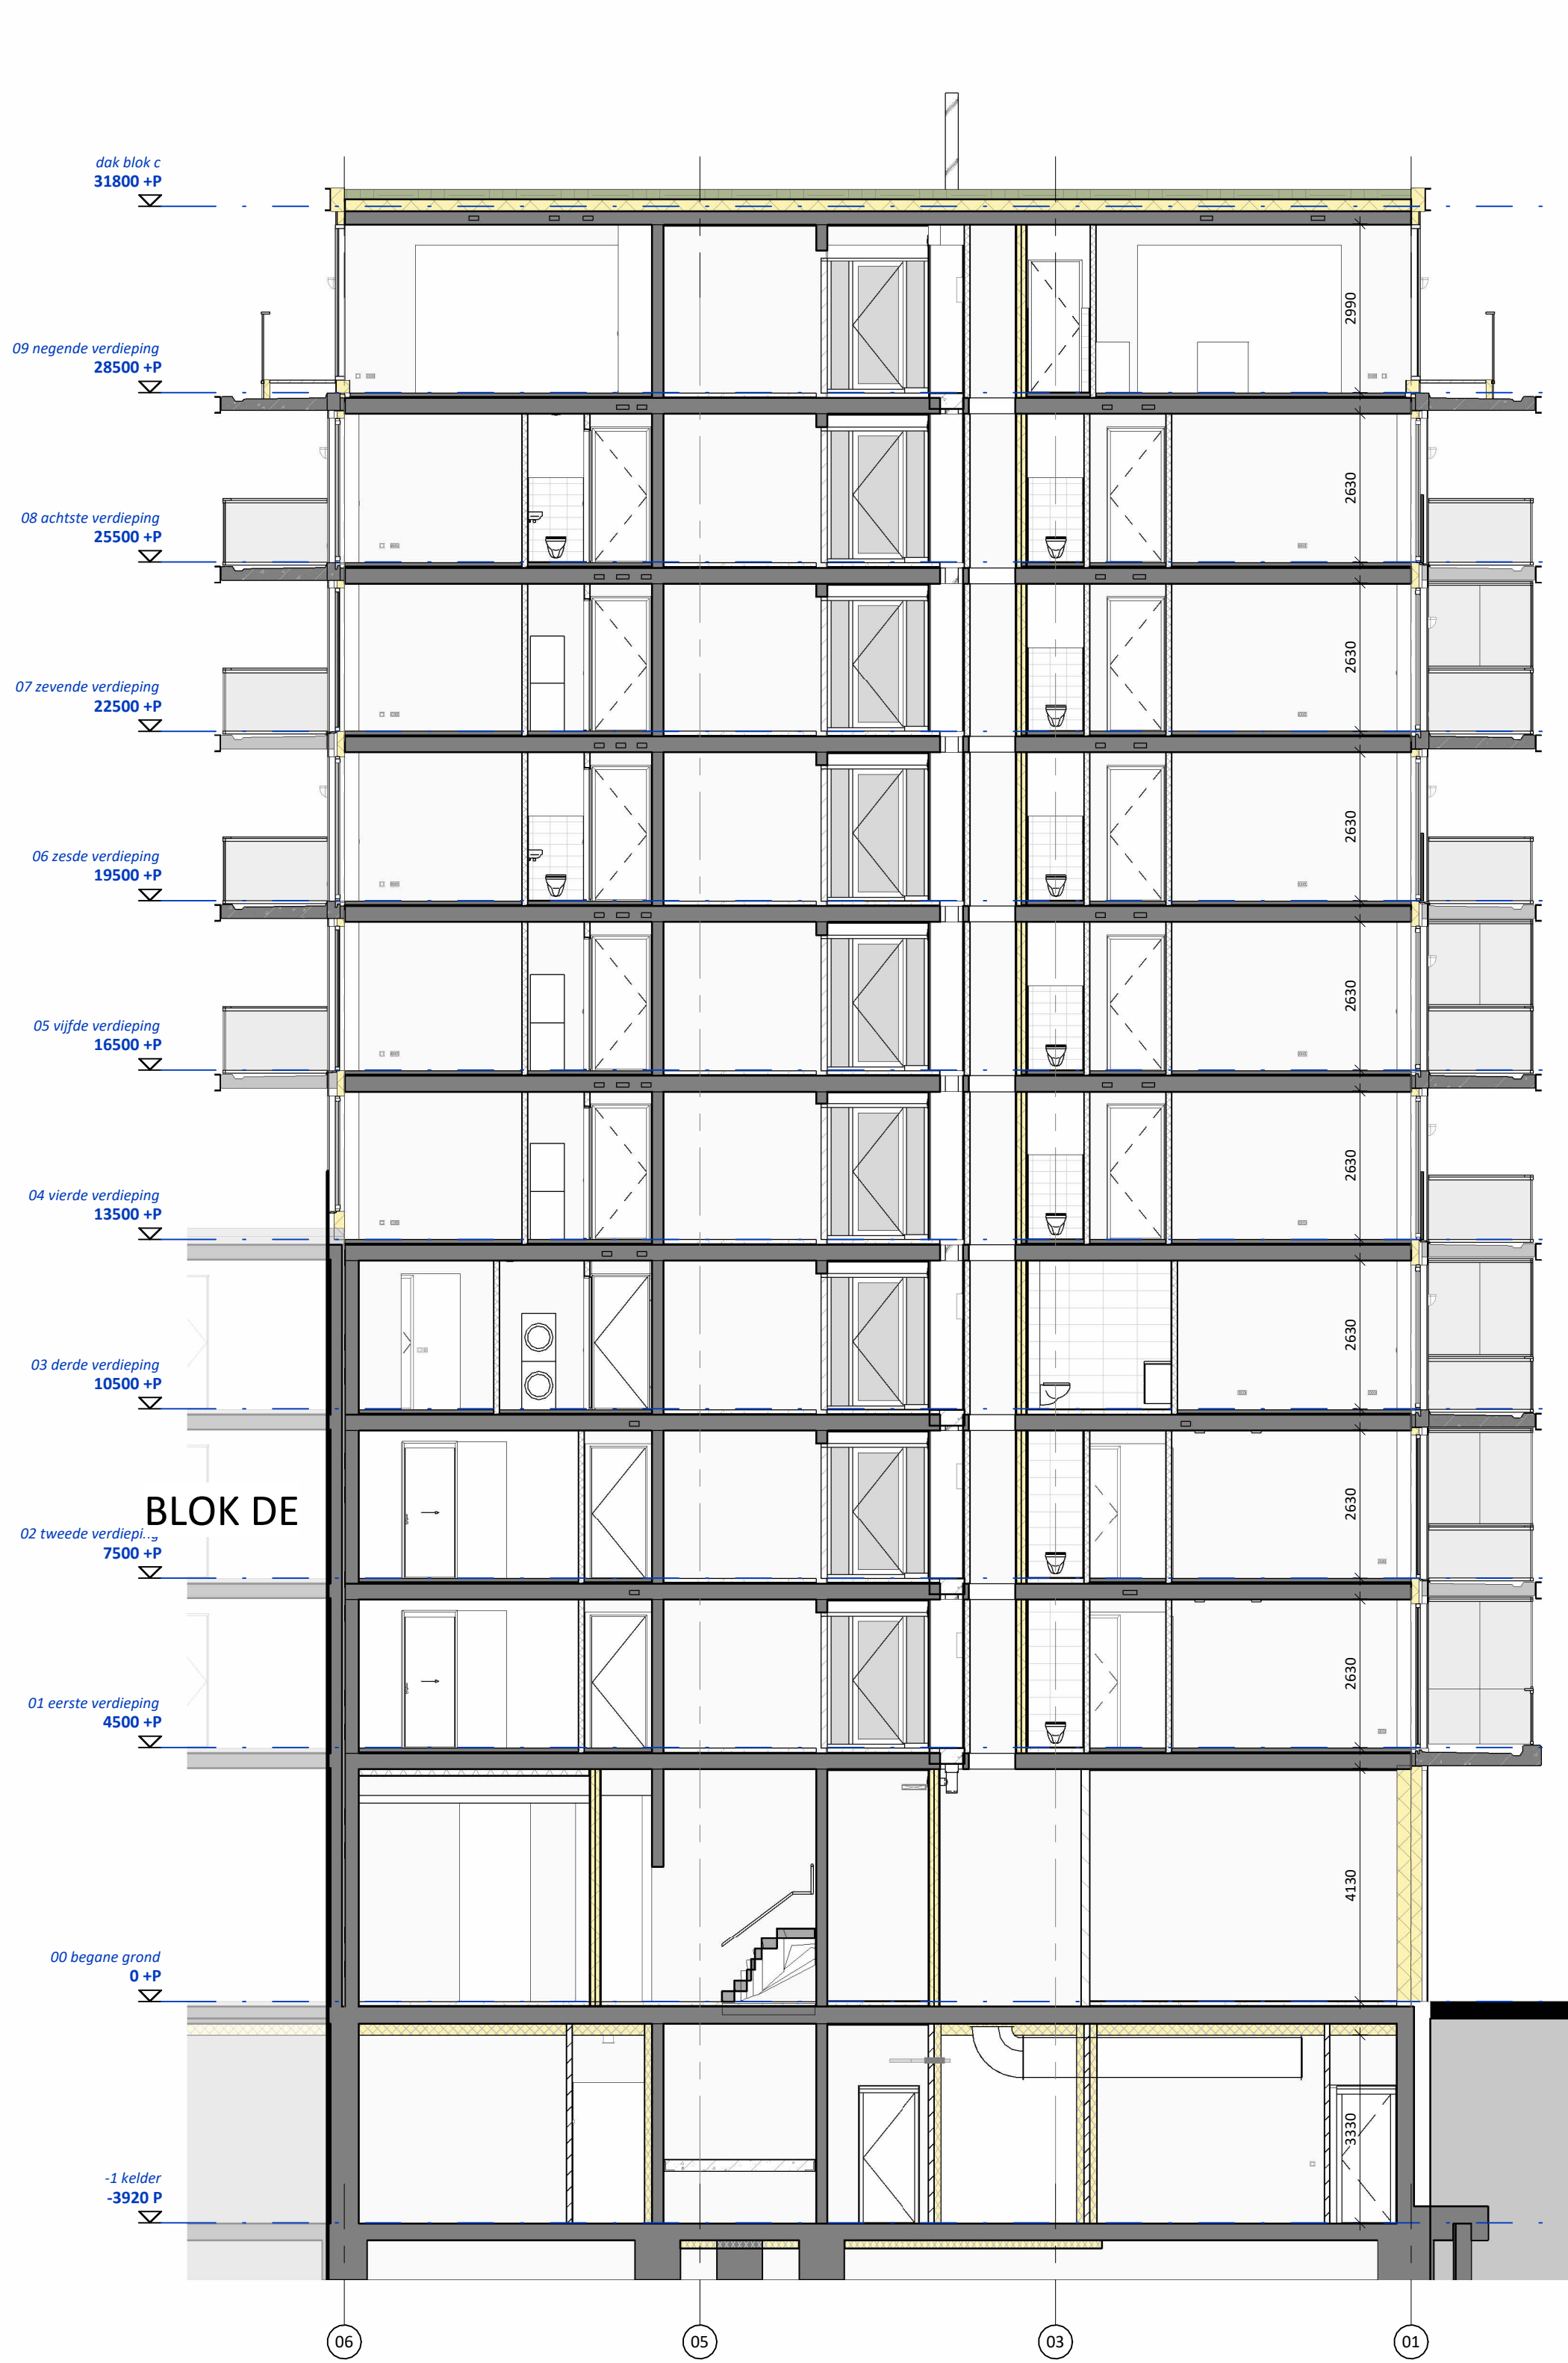 dak blok c
31800 +P
2990
09 negende verdieping
28500 +P
2630
08 achtste verdieping
25500 +P
2630
07 zevende verdieping
22500 +P
2630
06 zesde verdieping
19500 +P
2630
05 vijfde verdieping
16500 +P
2630
04 vierde verdieping
13500 +P
2630
03 derde verdieping
10500 +P
2630
BLOK DE
02 tweede
7500 +P
2630
01 eerste verdieping
4500 +P
4130
00 begane grond
0 +P
3330
-1 kelder
-3920 P
06
05
03
01